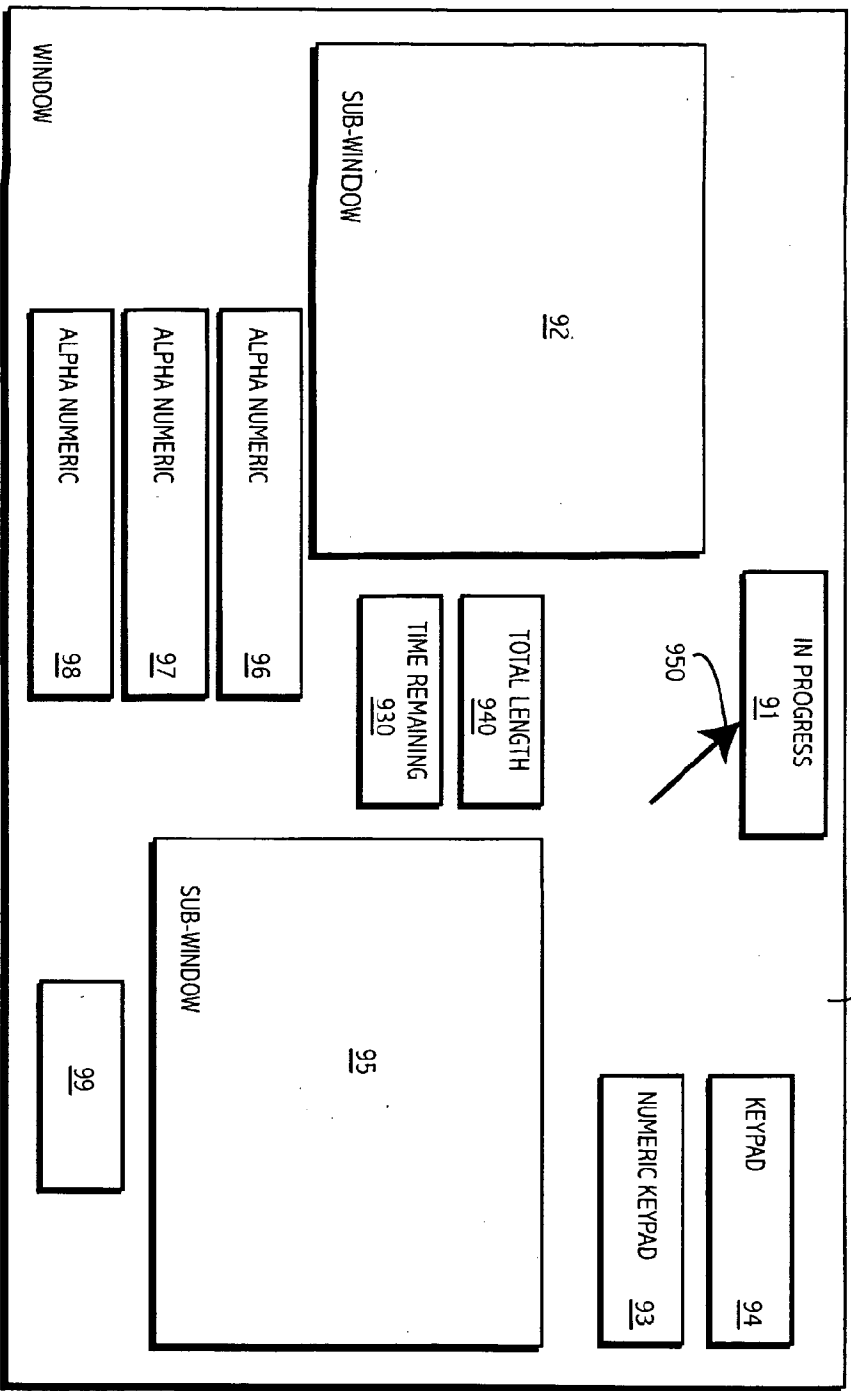 IN PROGRESS
91
950
KEYPAD
94
NUMERIC KEYPAD
93
92
SUB-WINDOW
TOTAL LENGTH
940
TIME REMAINING
930
95
SUB-WINDOW
ALPHA NUMERIC
96
ALPHA NUMERIC
97
ALPHA NUMERIC
98
99
WINDOW